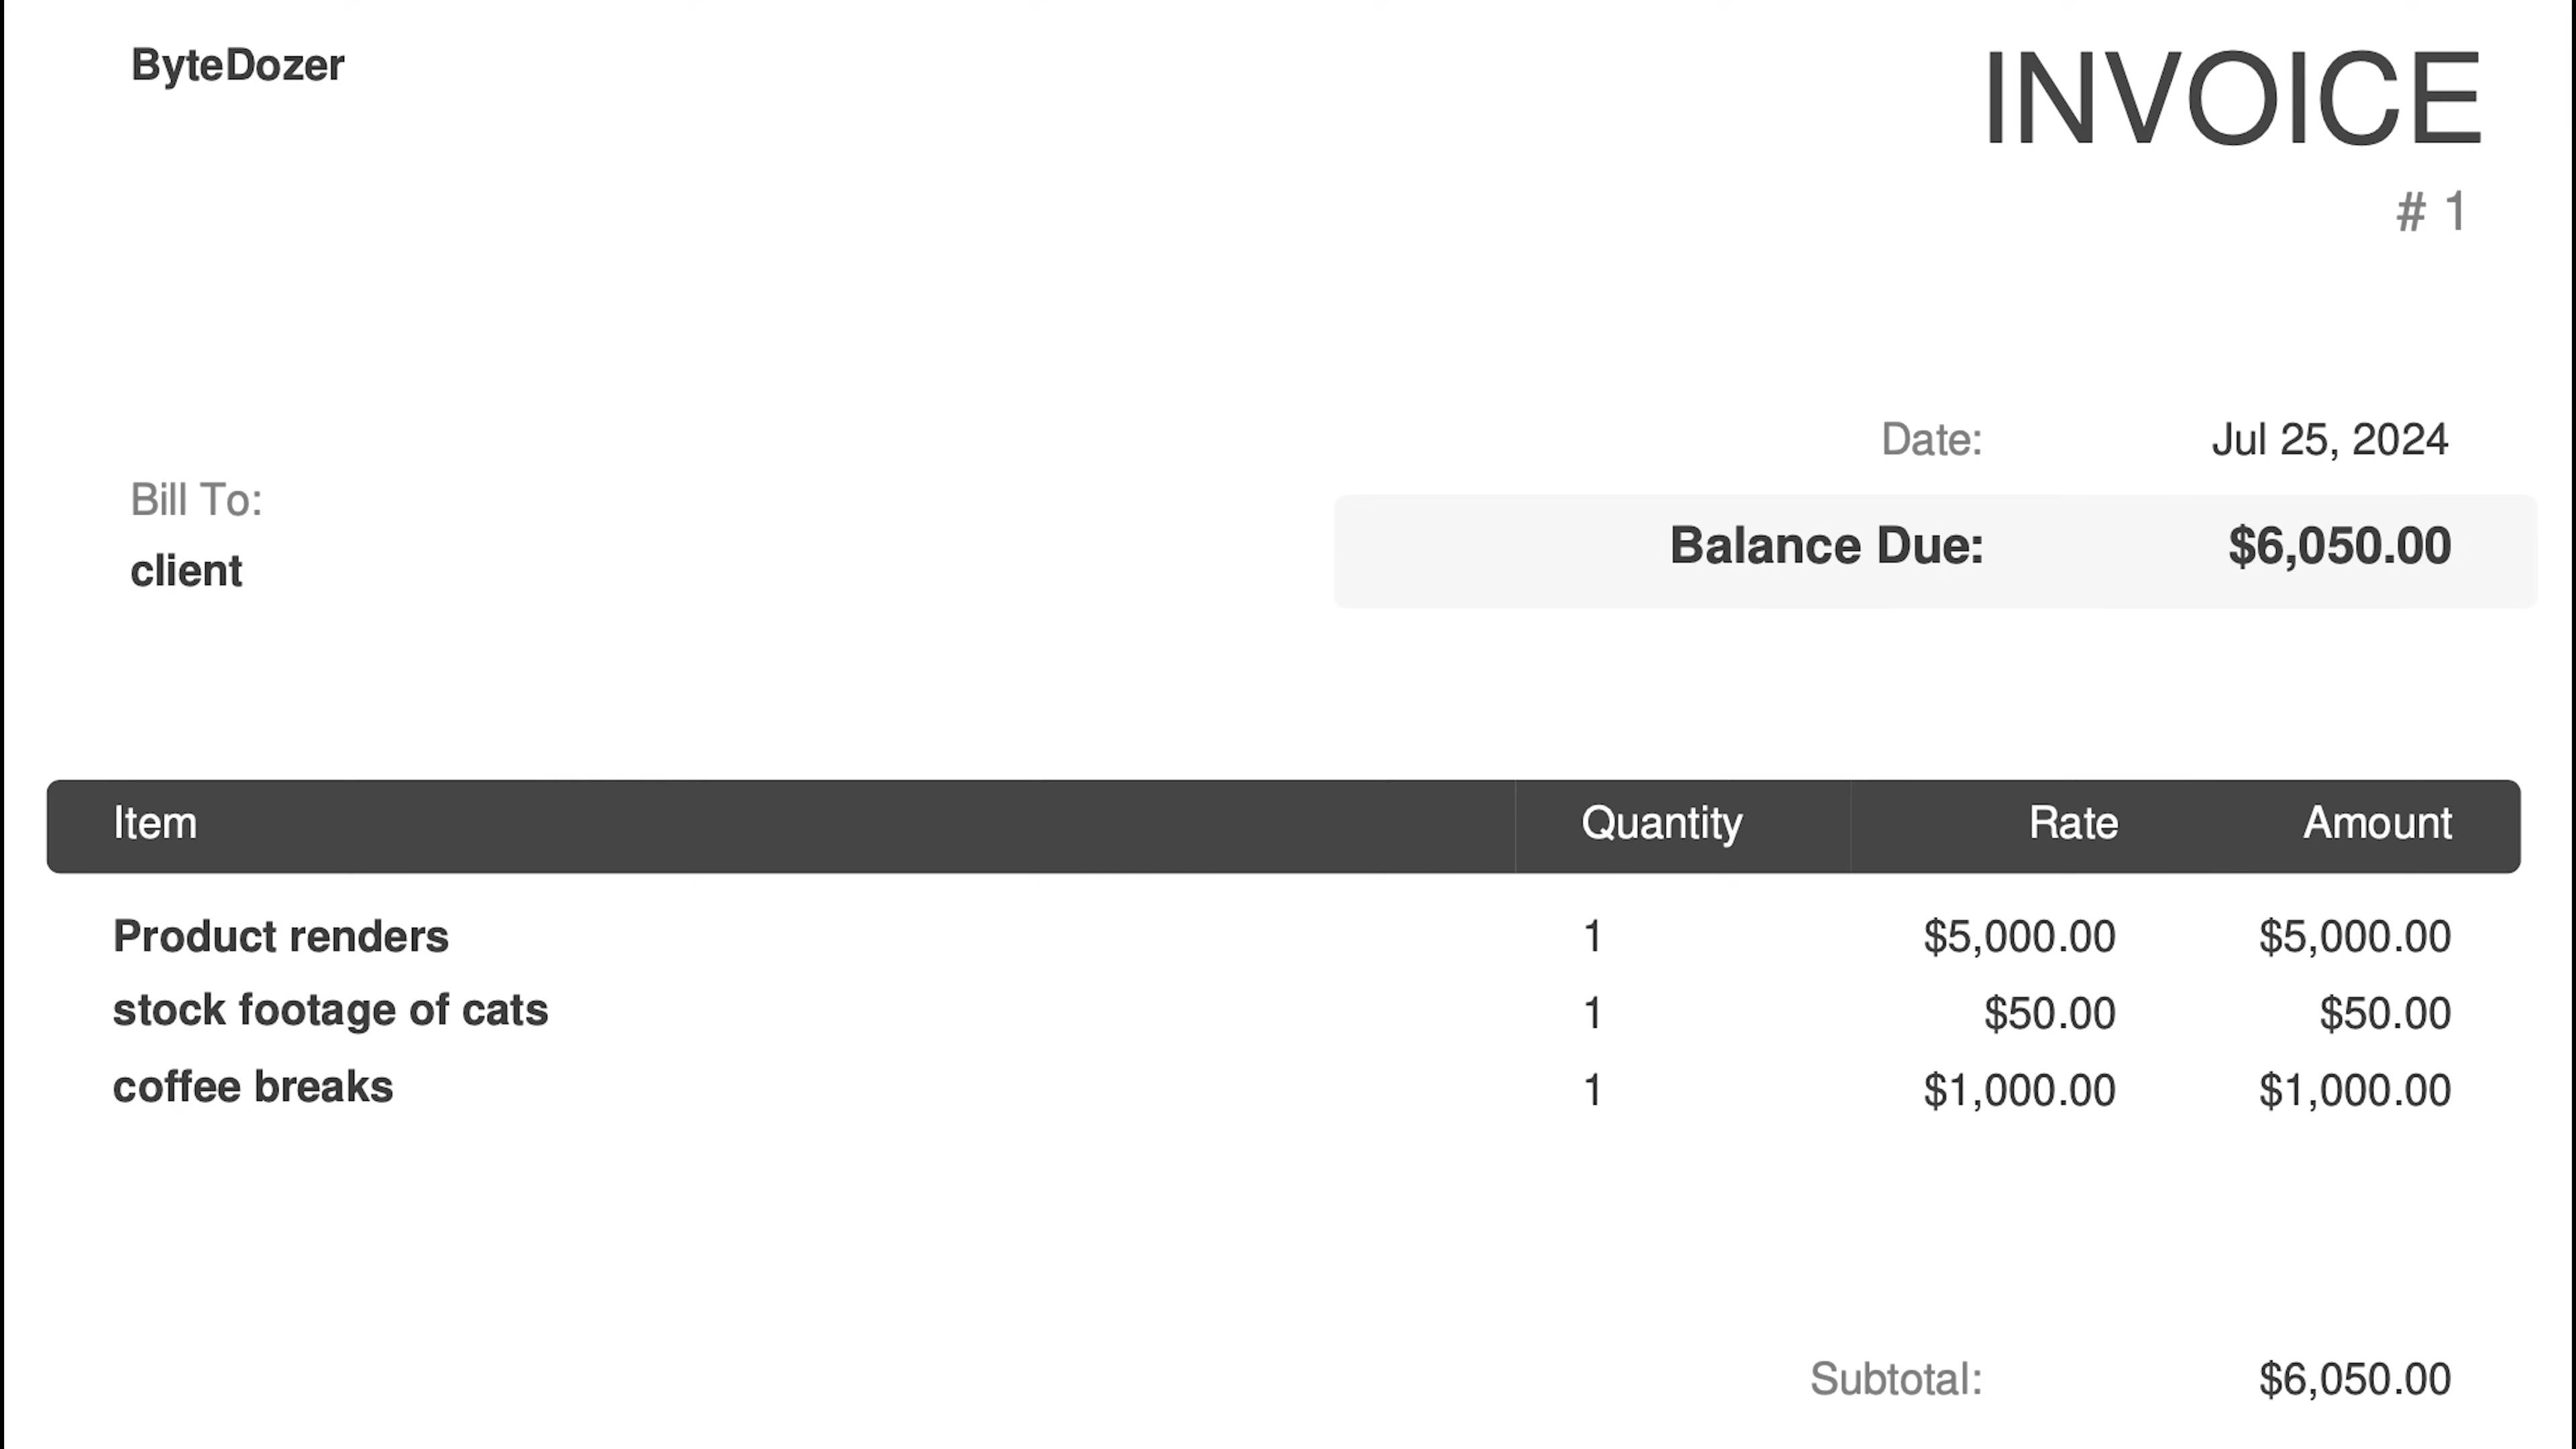 ByteDozer
INVOICE
# 1
Date: Jul 25, 2024
Bill To:
client
Balance Due: $6,050.00
Item Quantity Rate Amount
Product renders 1 $5,000.00 $5,000.00
stock footage of cats 1 $50.00 $50.00
coffee breaks 1 $1,000.00 $1,000.00
Subtotal: $6,050.00